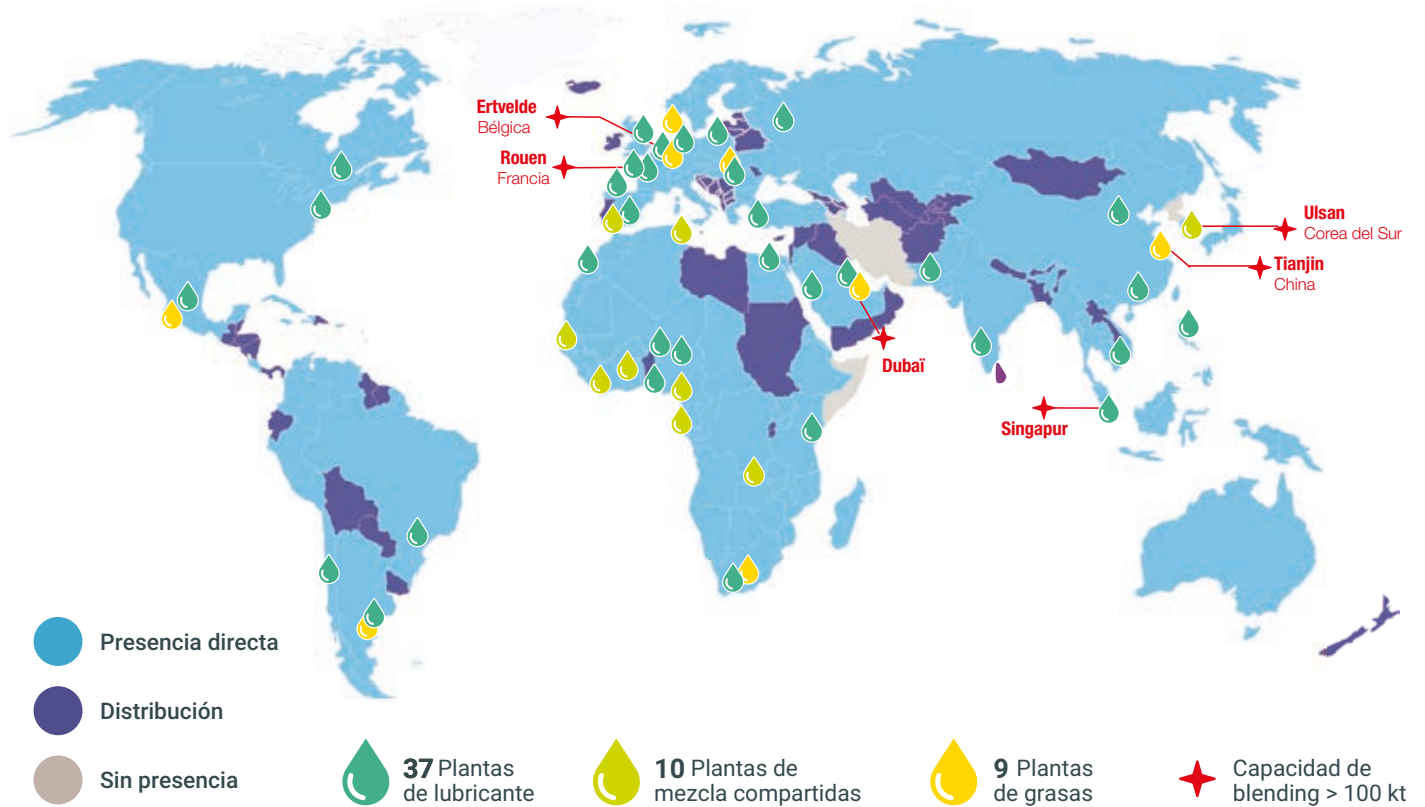 Ertvelde
Bélgica
Rouen
Francia
Ulsan
Corea del Sur
Tianjin
China
Dubaï
Singapur
Presencia directa
Distribución
Sin presencia
37 Plantas
de lubricante
10 Plantas de
mezcla compartidas
9 Plantas
de grasas
Capacidad de
blending > 100 kt